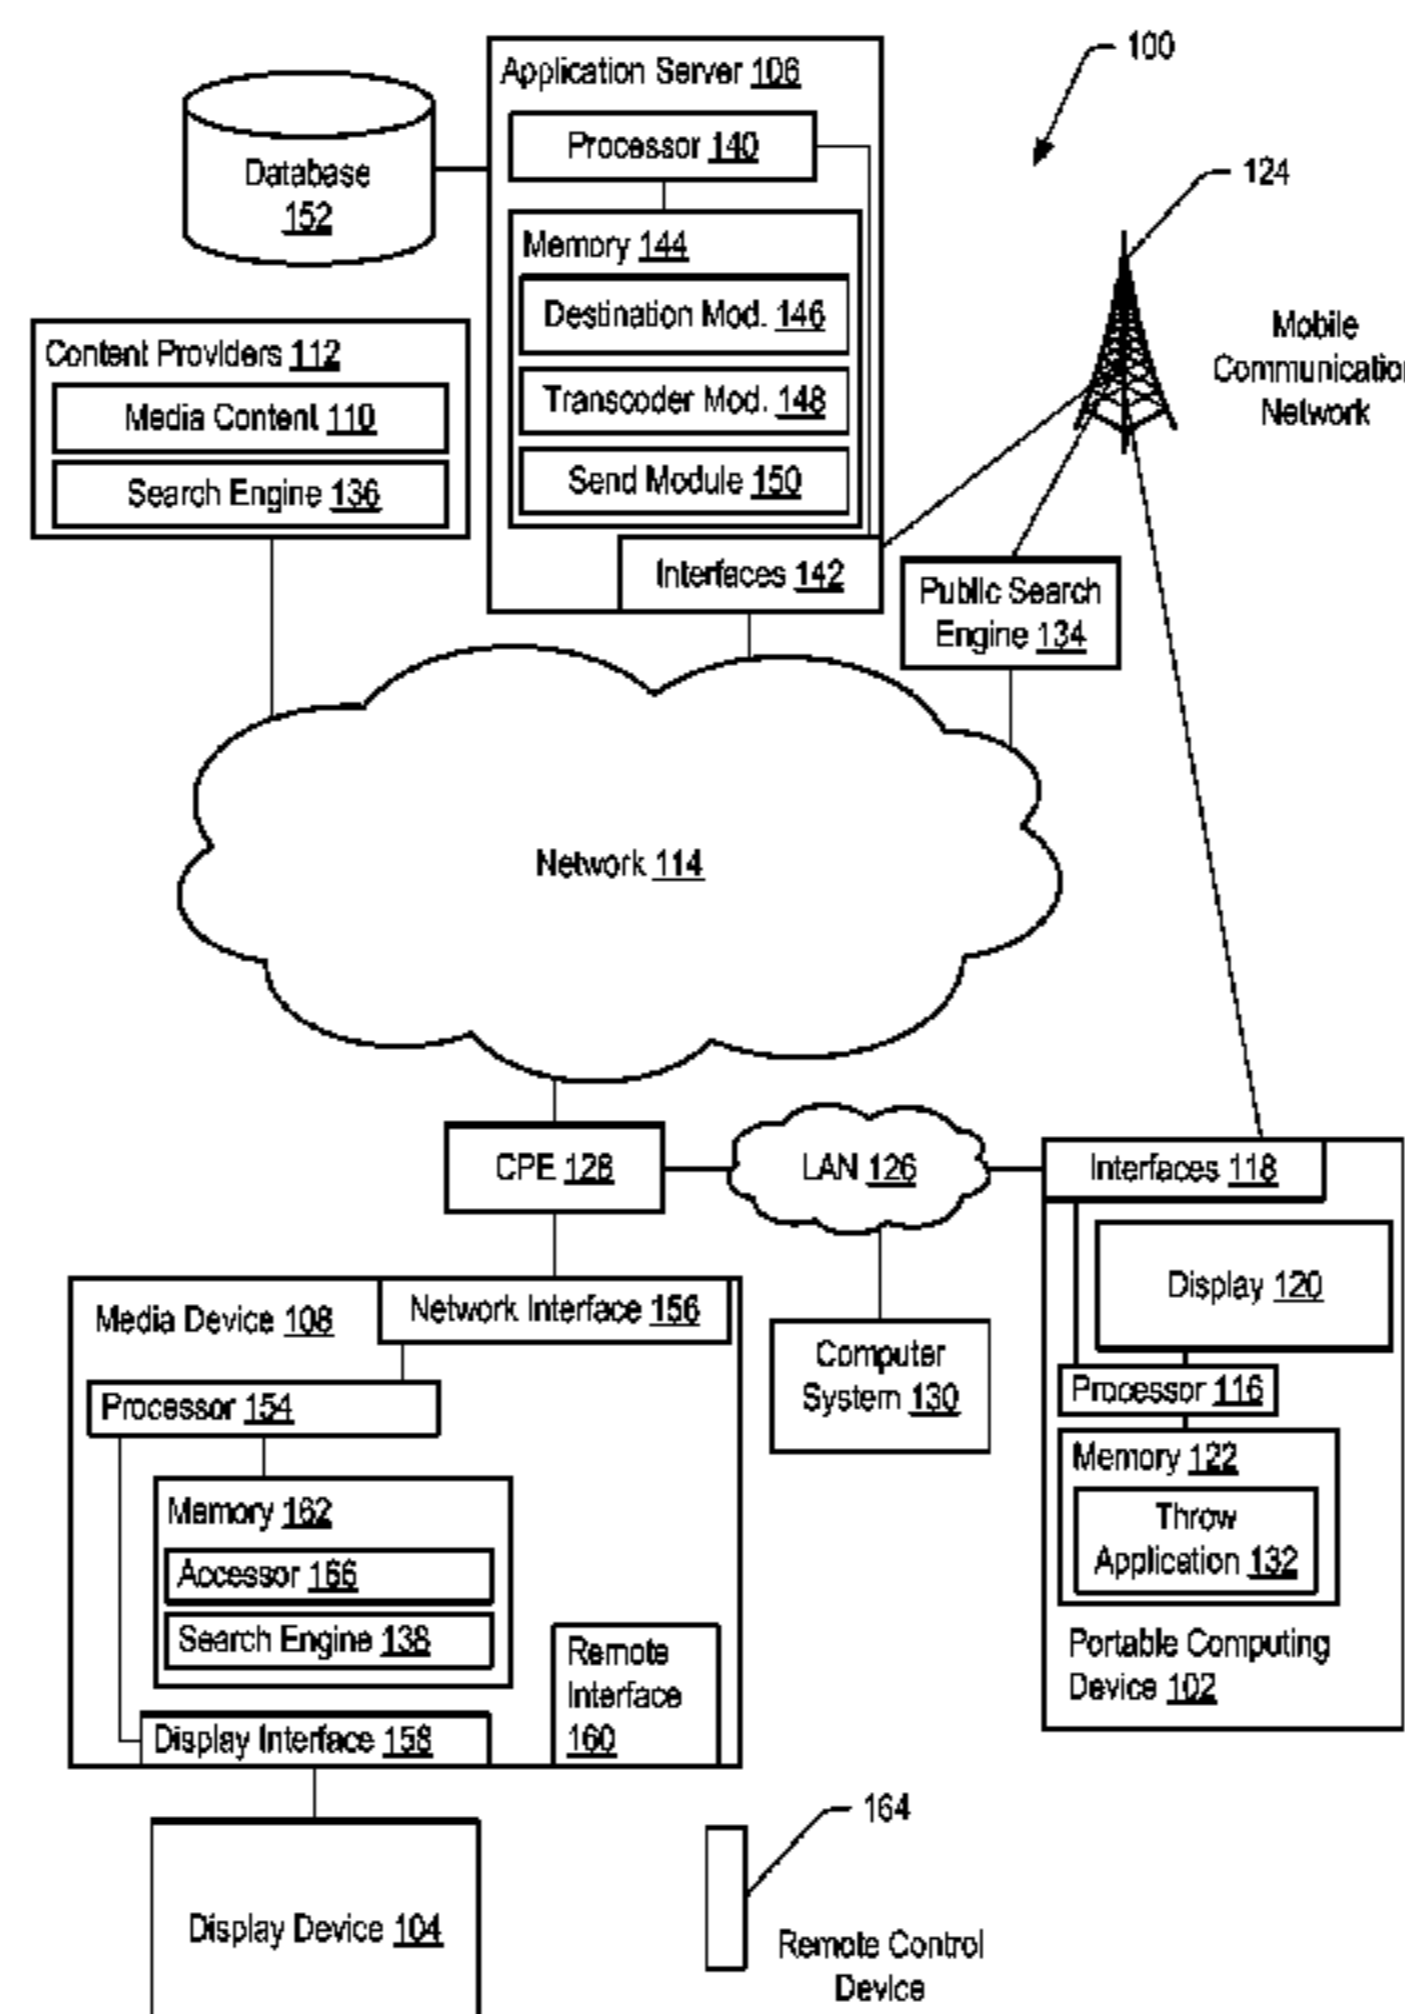 100
Application Server 106
Processor 140
Database
152
124
Memory 144
Destination Mod. 146
Transcoder Mod. 148
Send Module 150
Interfaces 142
Mobile
Communication
Network
Content Providers 112
Media Content 110
Search Engine 136
Public Search
Engine 134
Network 114
CPE 128
LAN 126
Interfaces 118
Display 120
Processor 116
Memory 122
Throw
Application 132
Portable Computing
Device 102
Computer
System 130
Media Device 108
Network Interface 156
Processor 154
Memory 162
Accessor 166
Search Engine 138
Remote
Interface
160
Display Interface 158
164
Display Device 104
Remote Control
Device